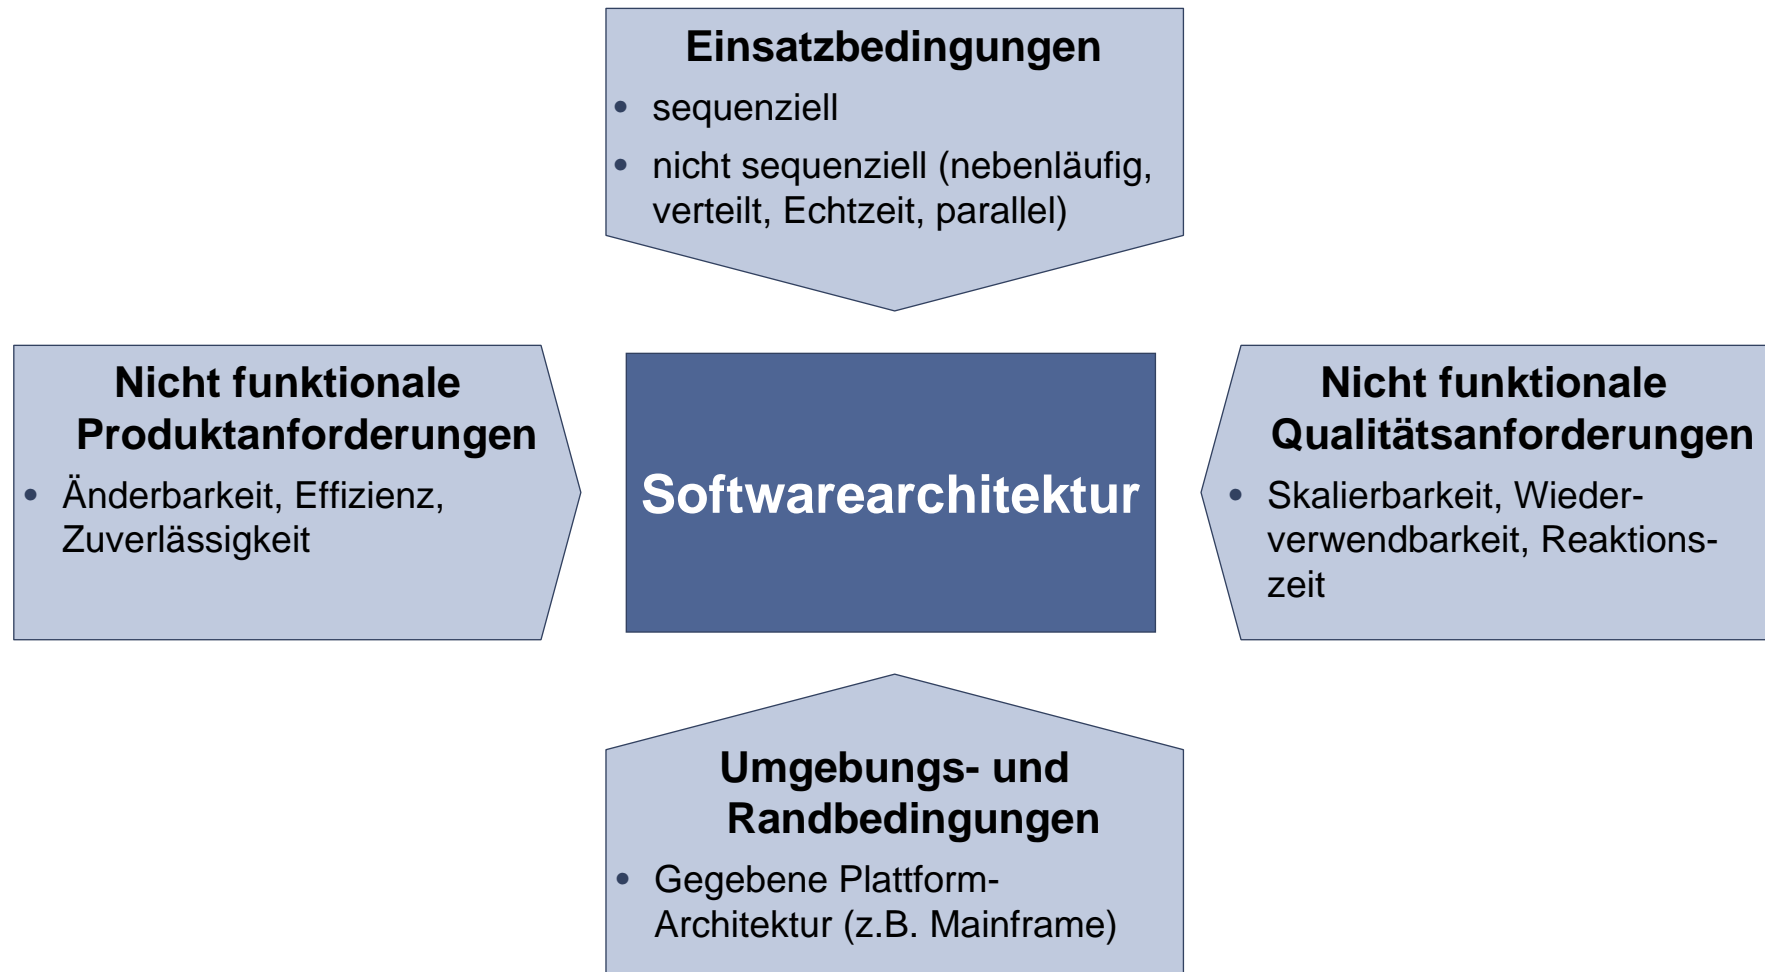 Einsatzbedingungen
• sequenziell
• nicht sequenziell (nebenläufig,
verteilt, Echtzeit, parallel)
Nicht funktionale
Produktanforderungen
• Änderbarkeit, Effizienz,
Zuverlässigkeit
Softwarearchitektur
Nicht funktionale
Qualitätsanforderungen
• Skalierbarkeit, Wieder-
verwendbarkeit, Reaktions-
zeit
Umgebungs- und
Randbedingungen
• Gegebene Plattform-
Architektur (z.B. Mainframe)